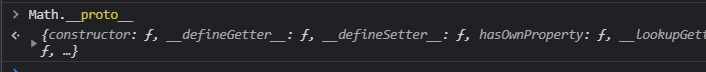 > Math.__proto__
{constructor: ƒ, __defineGetter__: ƒ, __defineSetter__: ƒ, hasOwnProperty: ƒ, __lookupGett
ƒ, …}